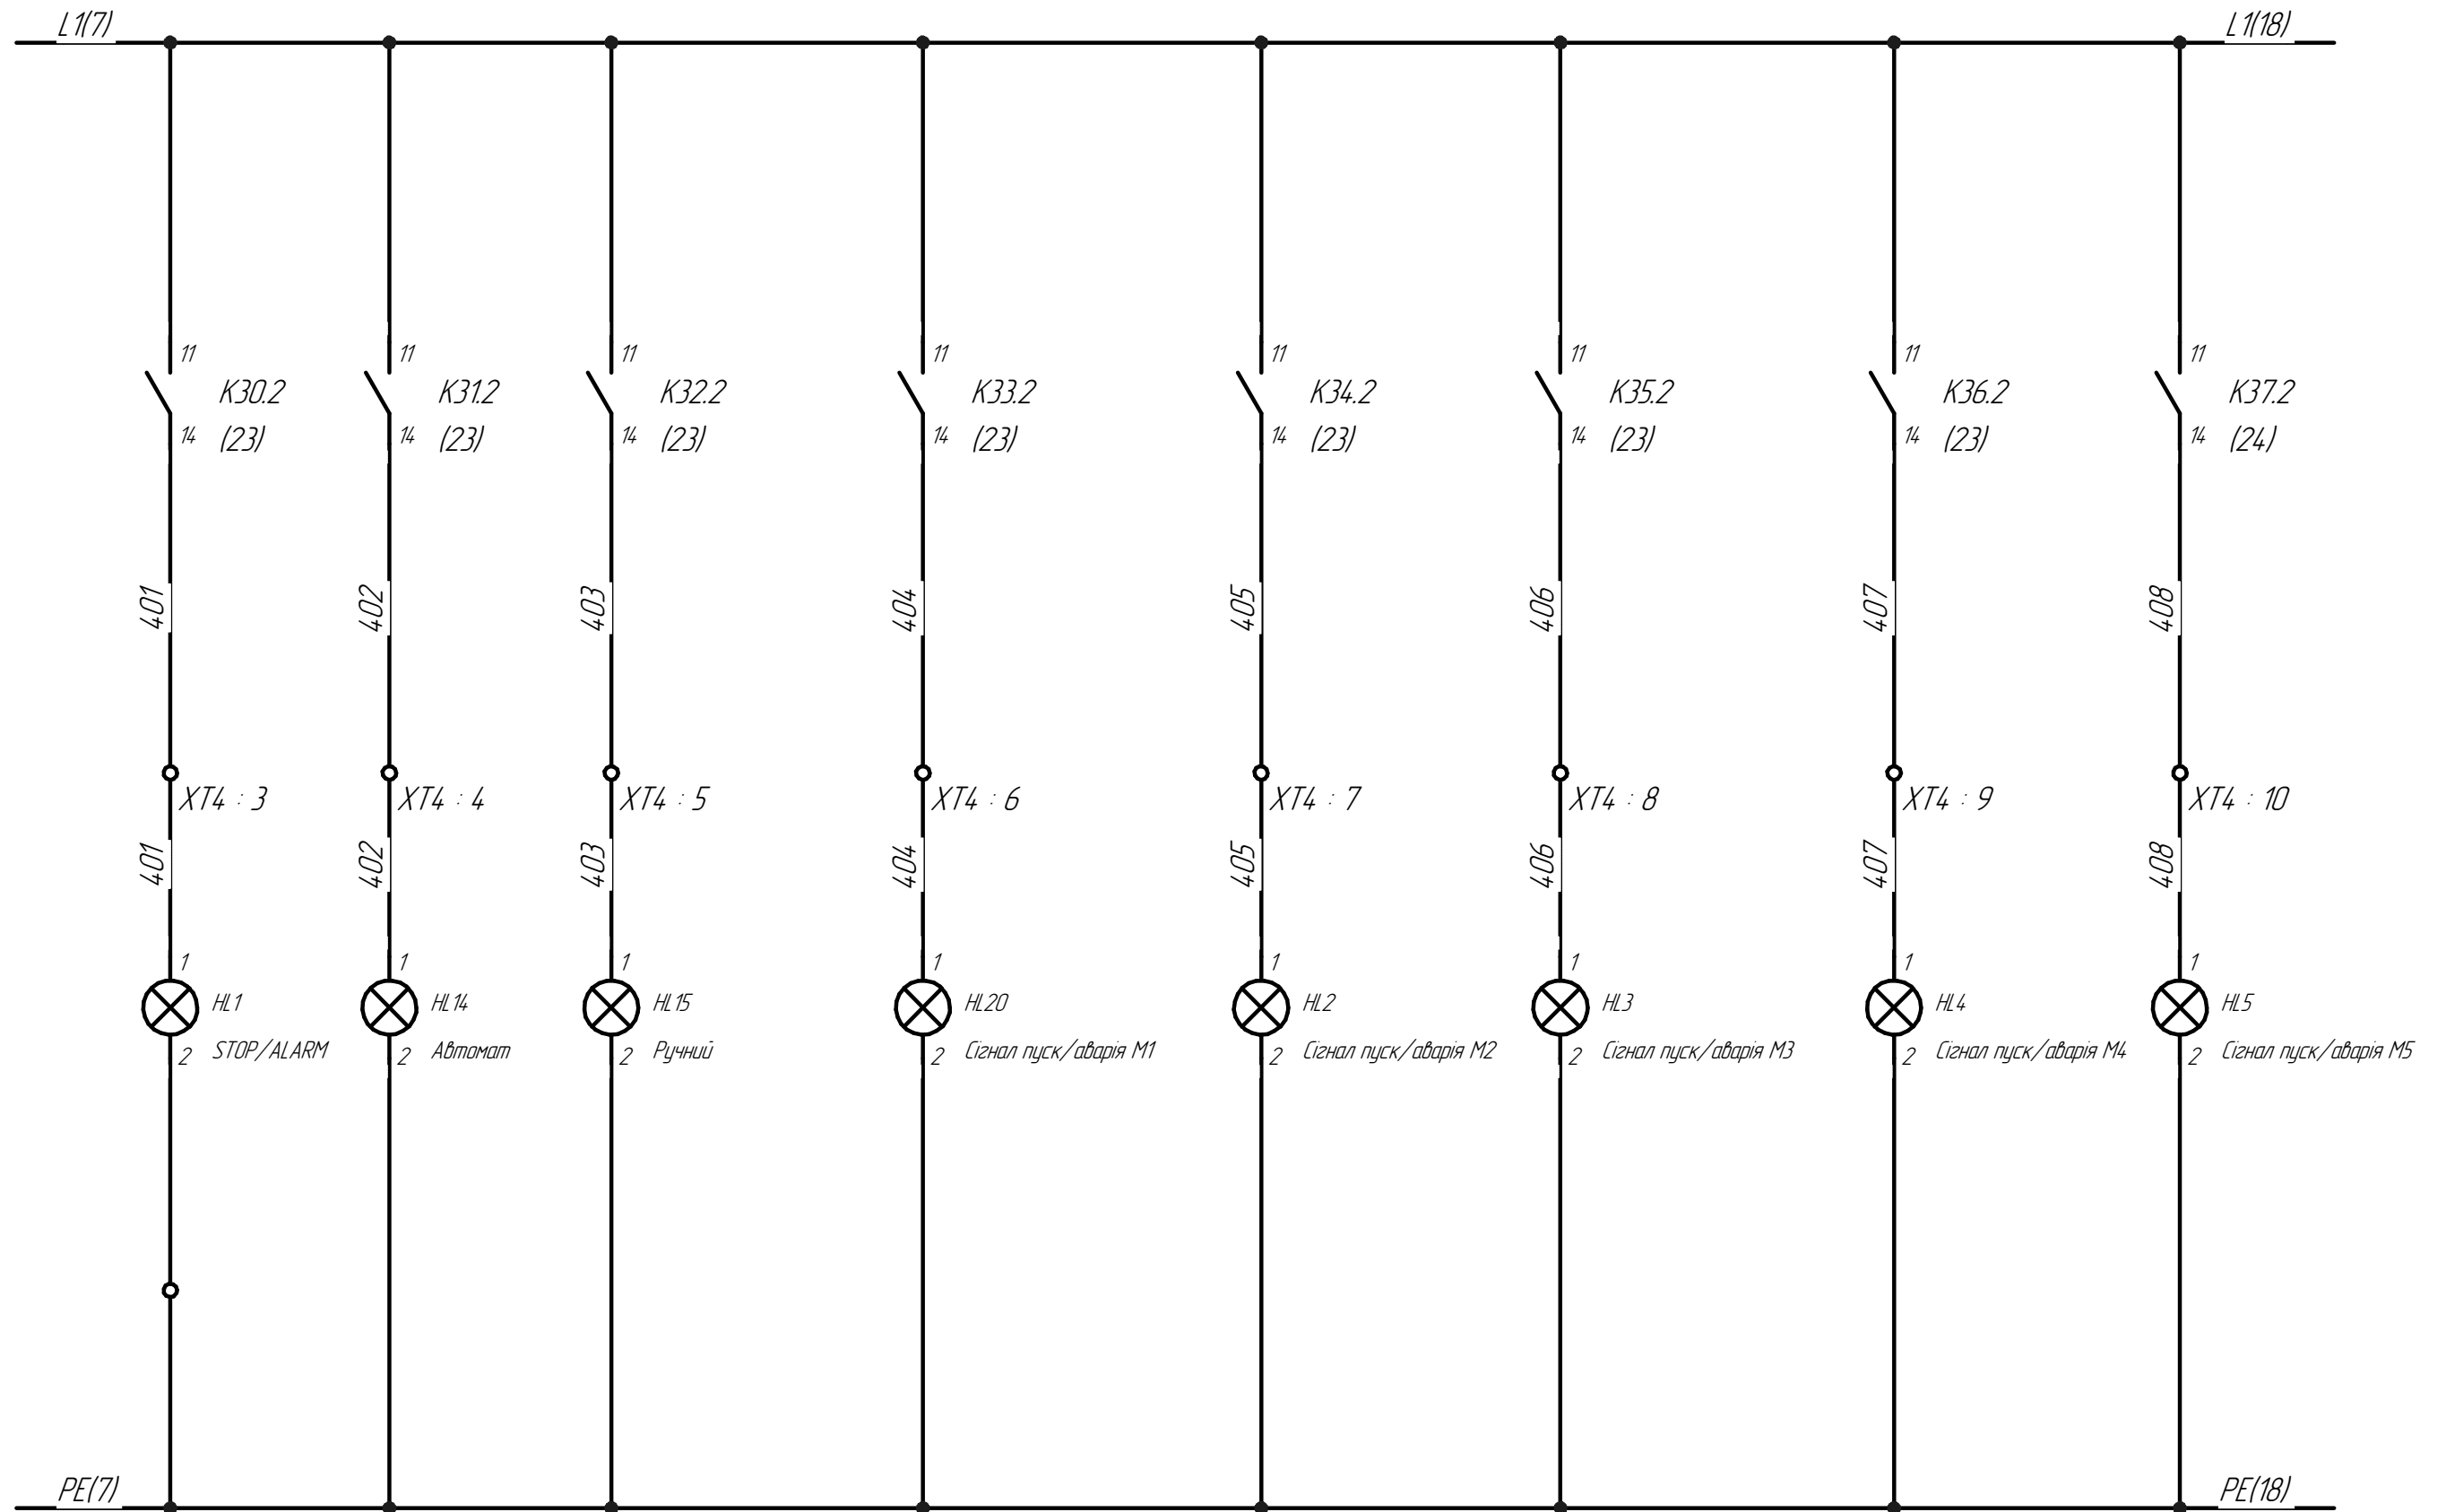 L1(7) L1(18)
11 11 11 11 11 11 11 11
K30.2 K31.2 K32.2 K33.2 K34.2 K35.2 K36.2 K37.2
14 (23) 14 (23) 14 (23) 14 (23) 14 (23) 14 (23) 14 (23) 14 (24)
401 402 403 404 405 406 407 408
XT4 : 3 XT4 : 4 XT4 : 5 XT4 : 6 XT4 : 7 XT4 : 8 XT4 : 9 XT4 : 10
401 402 403 404 405 406 407 408
1 1 1 1 1 1 1 1
HL1 HL14 HL15 HL20 HL2 HL3 HL4 HL5
2 STOP/ALARM 2 Автомат 2 Ручний 2 Сігнал пуск/аварія М1 2 Сігнал пуск/аварія М2 2 Сігнал пуск/аварія М3 2 Сігнал пуск/аварія М4 2 Сігнал пуск/аварія М5
PE(7) PE(18)